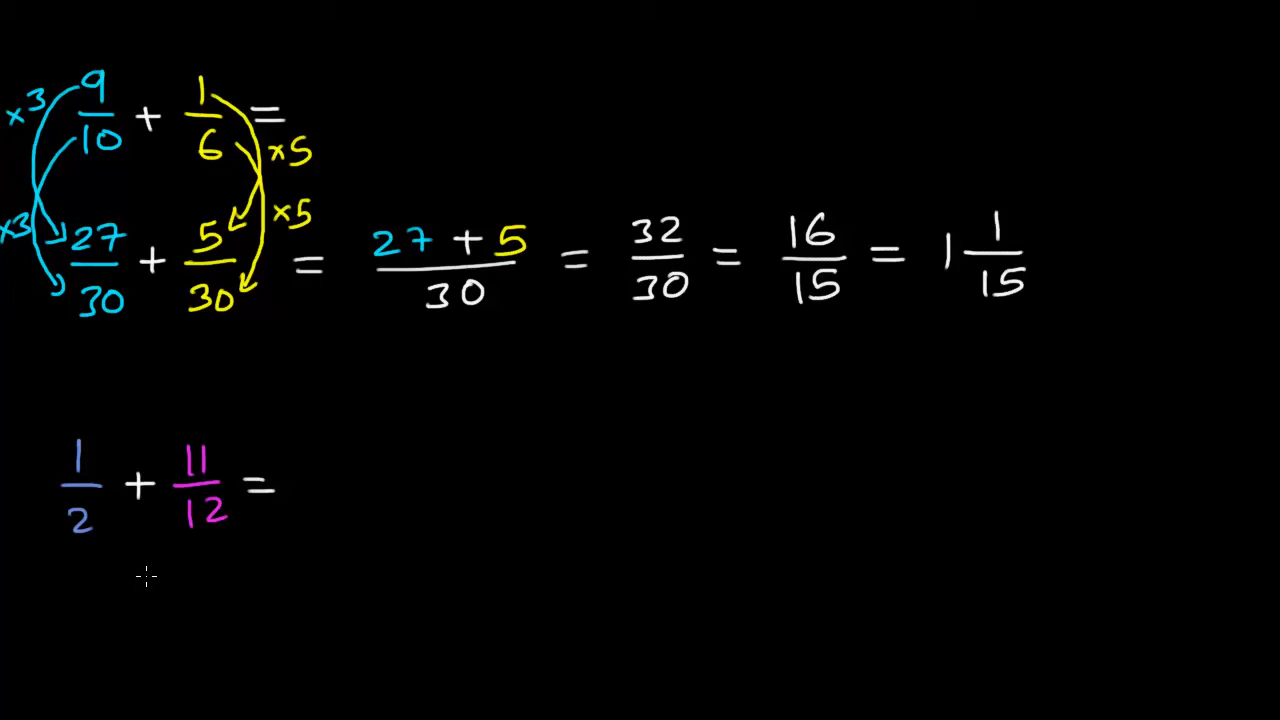 ×3 9/10 + 1/6 = ×5
×3 27/30 + 5/30 ×5 = 27 + 5/30 = 32/30 = 16/15 = 1 1/15
1/2 + 11/12 =